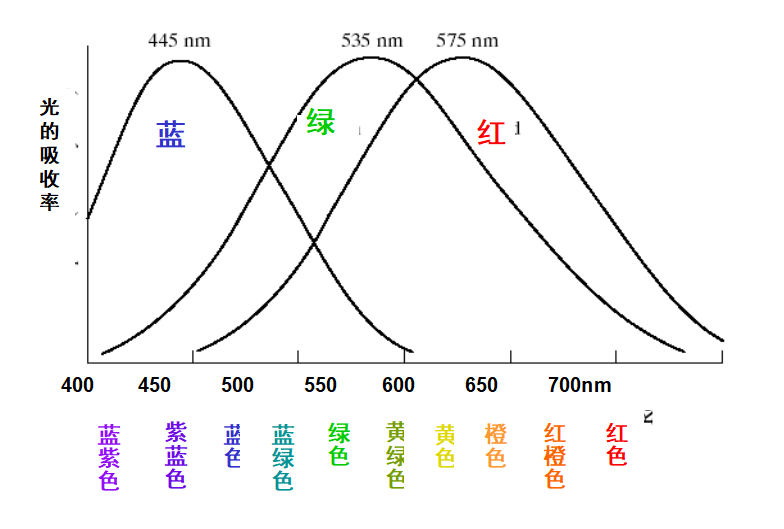 445 nm
535 nm
575 nm
光的吸收率
蓝
绿
红
400
450
500
550
600
650
700nm
蓝紫色
紫蓝色
蓝色
蓝绿色
绿色
黄绿色
黄色
橙色
红橙色
红色